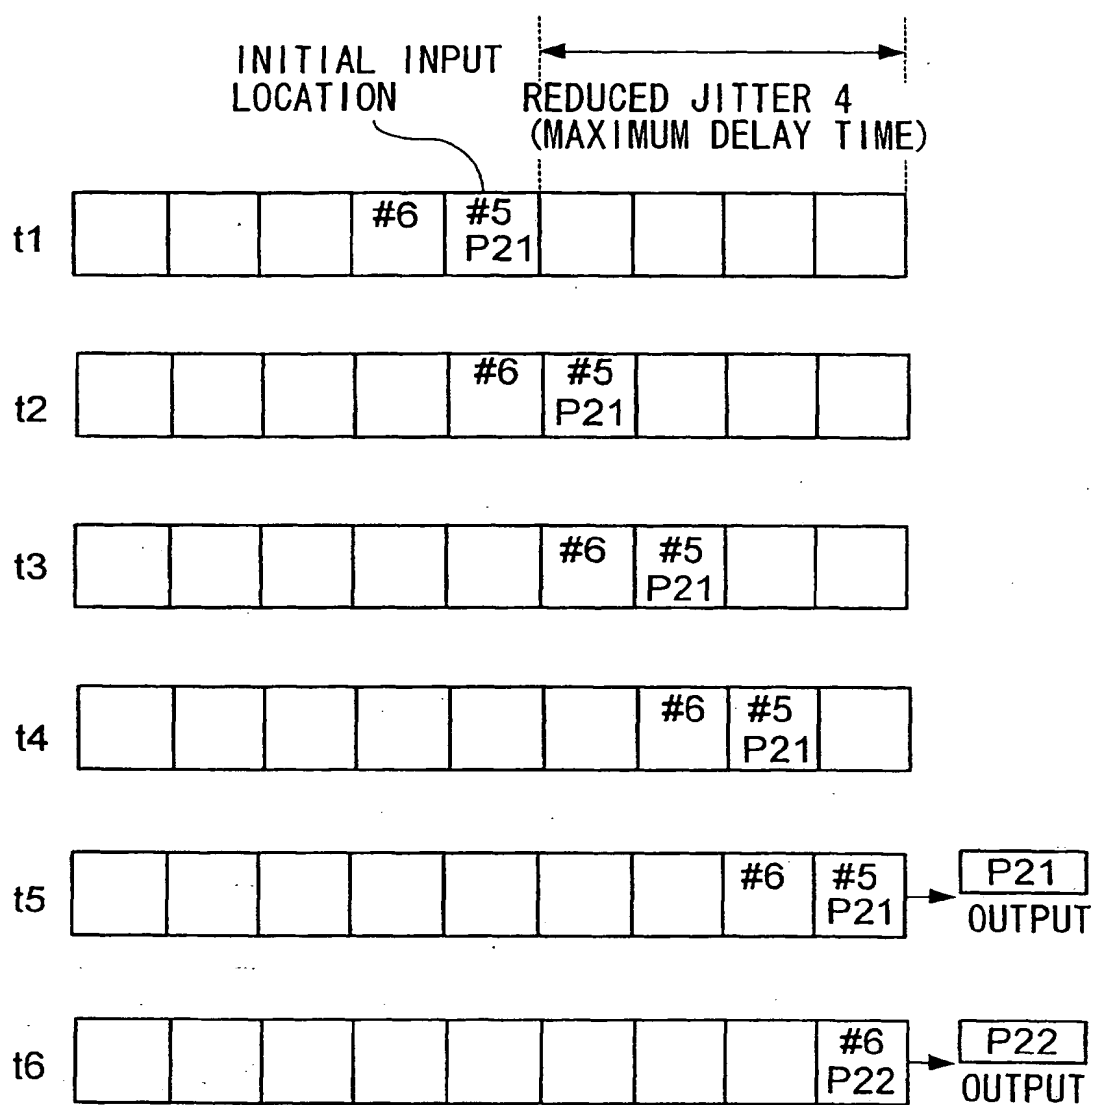 INITIAL INPUT
LOCATION
REDUCED JITTER 4
(MAXIMUM DELAY TIME)
t1
#6
#5
P21
t2
#6
#5
P21
t3
#6
#5
P21
t4
#6
#5
P21
t5
#6
#5
P21
P21
OUTPUT
t6
#6
P22
P22
OUTPUT